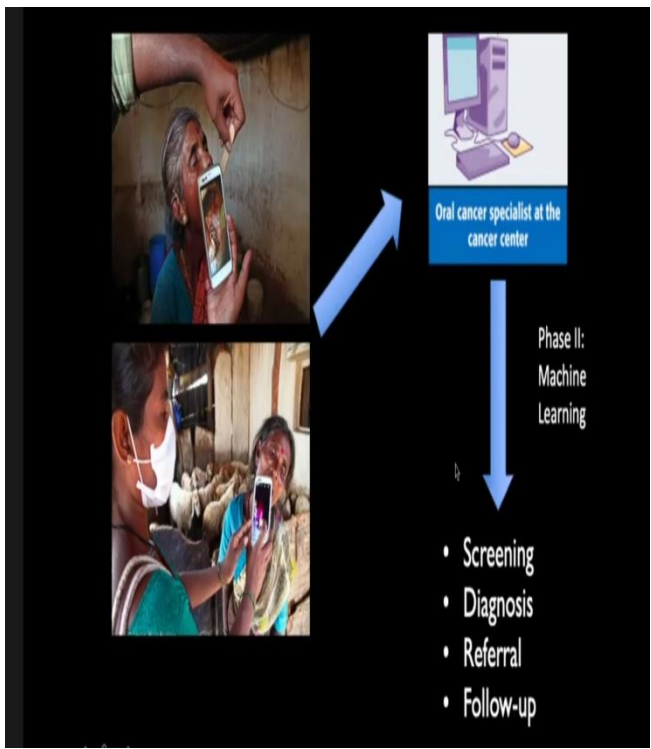 Oral cancer specialist at the
cancer center
Phase II:
Machine
Learning
• Screening
• Diagnosis
• Referral
• Follow-up